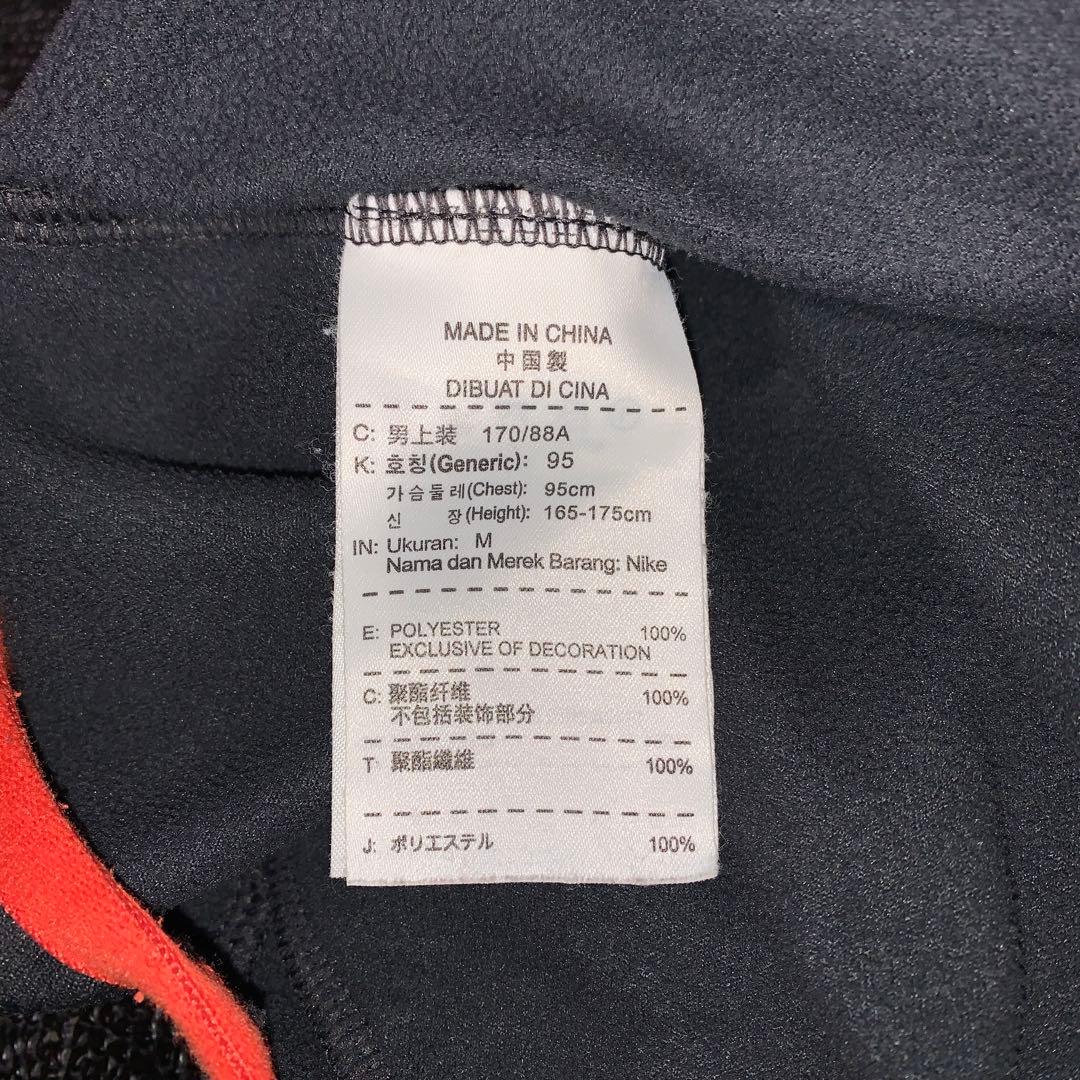 MADE IN CHINA
中国製
DIBUAT DI CINA
C: 男上装 170/88A
K: 호칭(Generic): 95
가슴둘레(Chest): 95cm
신 장(Height): 165-175cm
IN: Ukuran: M
Nama dan Merek Barang: Nike
E: POLYESTER 100%
EXCLUSIVE OF DECORATION
C: 聚酯纤维 100%
不包括装饰部分
T 聚酯纖維 100%
J: ポリエステル 100%